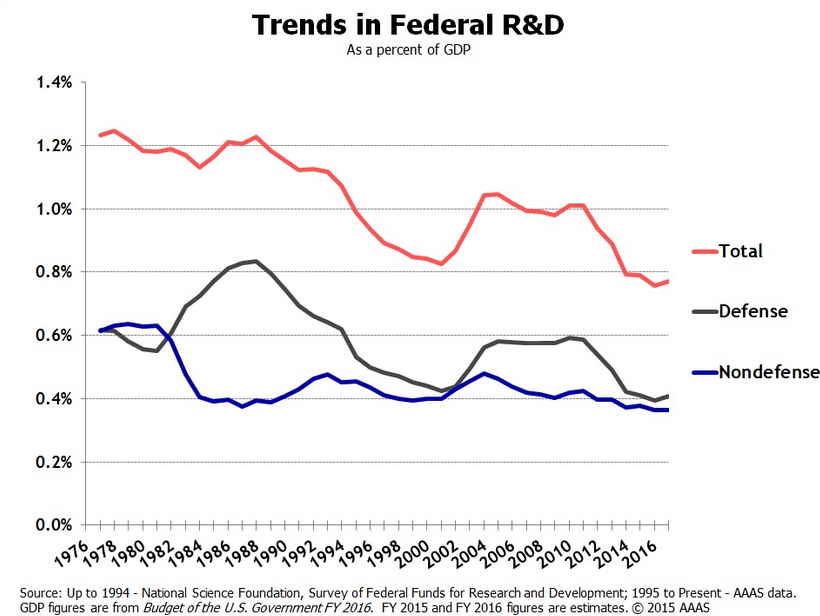 Trends in Federal R&D
As a percent of GDP
1.4%
1.2%
1.0%
0.8%
0.6%
0.4%
0.2%
0.0%
Total
Defense
Nondefense
1976 1978 1980 1982 1984 1986 1988 1990 1992 1994 1996 1998 2000 2002 2004 2006 2008 2010 2012 2014 2016
Source: Up to 1994 - National Science Foundation, Survey of Federal Funds for Research and Development; 1995 to Present - AAAS data.
GDP figures are from Budget of the U.S. Government FY 2016. FY 2015 and FY 2016 figures are estimates. © 2015 AAAS